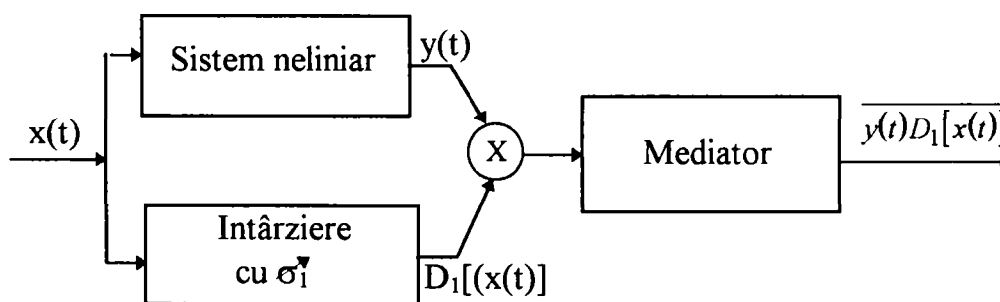 Sistem neliniar
y(t)
x(t)
X
Mediator
y(t)D₁[x(t)]
Intârziere
cu σ₁
D₁[(x(t)]